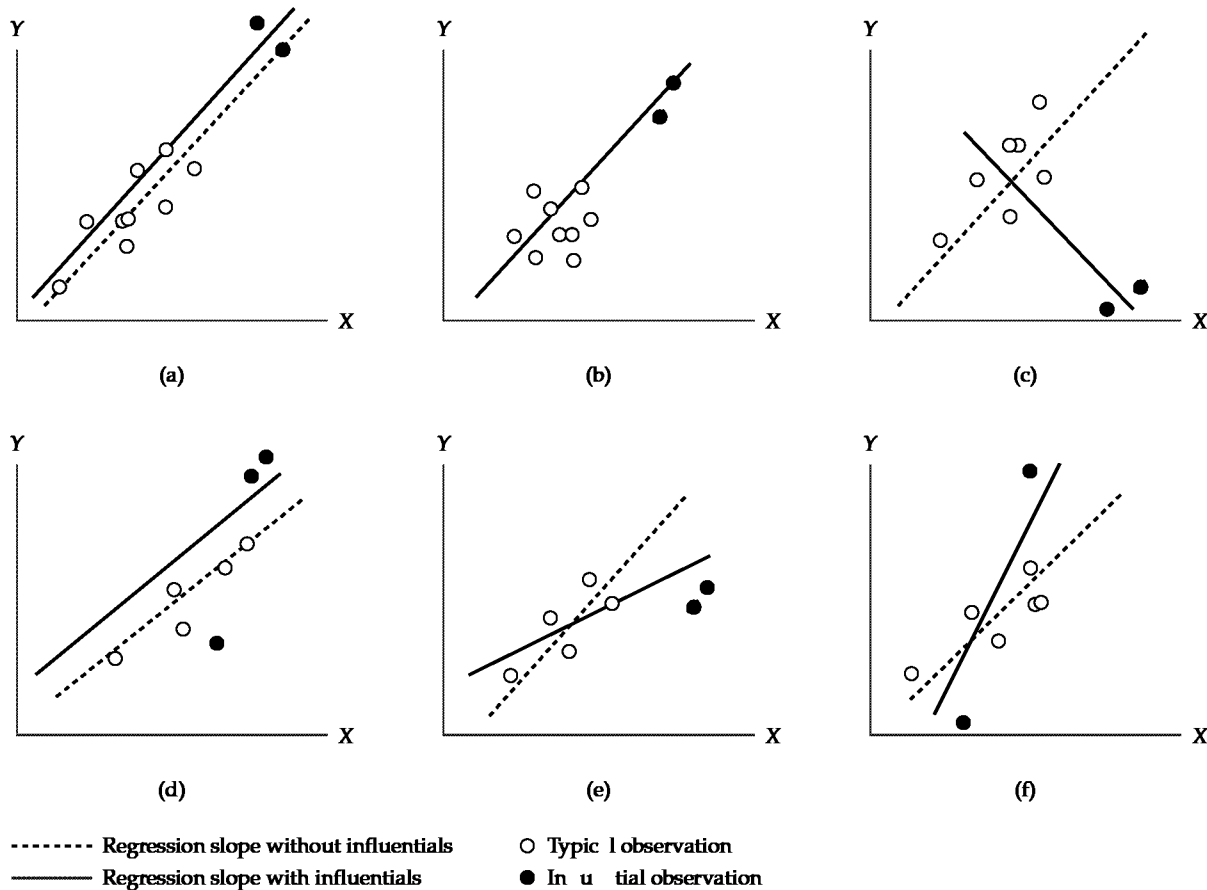 Y Y Y
X X X
(a) (b) (c)
Y Y Y
X X X
(d) (e) (f)
Regression slope without influentials Typic l observation
Regression slope with influentials In u tial observation